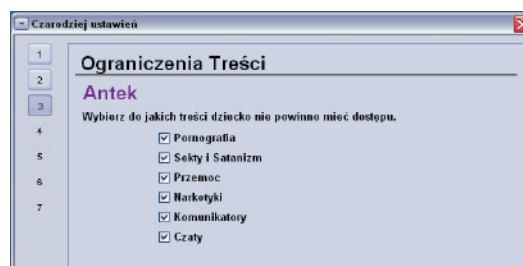 Czarodziej ustawień
1
2
3
4
5
6
7
Ograniczenia Treści
Antek
Wybierz do jakich treści dziecko nie powinno mieć dostępu.
Pornografia
Sekty i Satanizm
Przemoc
Narkotyki
Komunikatory
Czaty